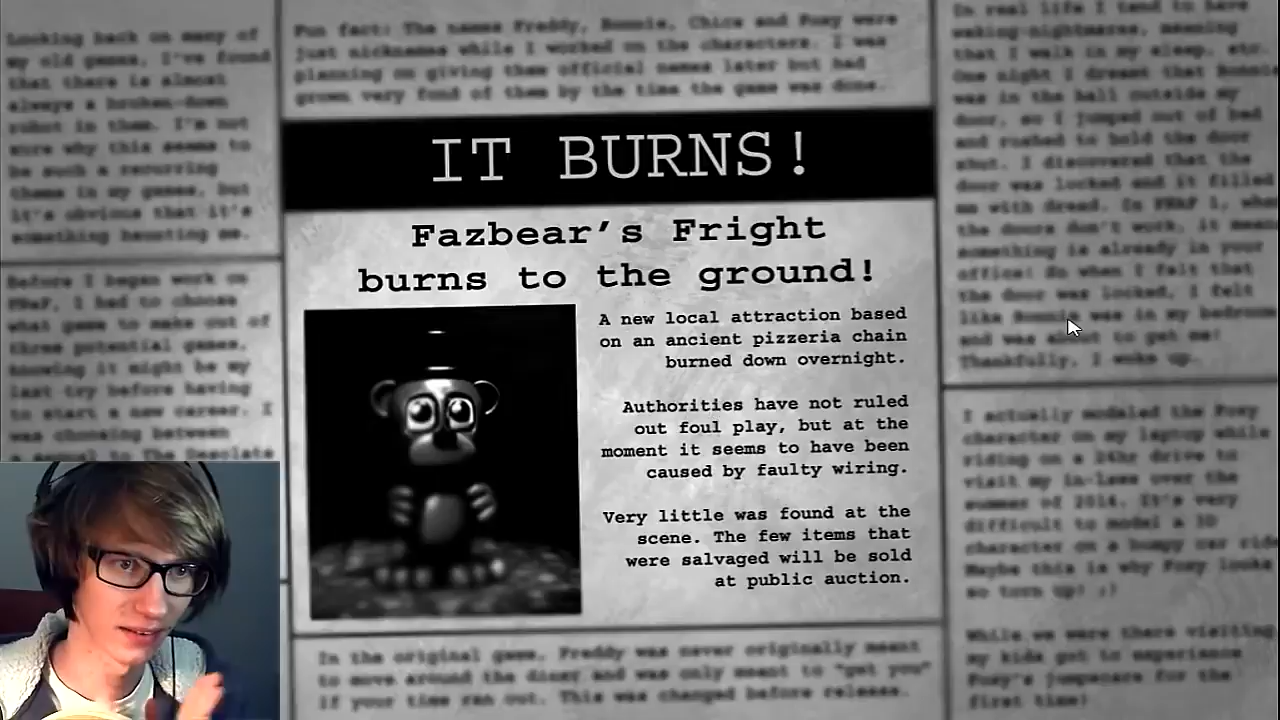 Looking back on many of
my old games, I've found
that there is almost
always a broken-down
robot in them. I'm not
sure why this seems to
be such a recurring
theme in my games, but
it's obvious that it's
something haunting me.
Before I began work on
FNaF, I had to choose
what game to make out of
three potential games,
knowing it might be my
last try before having
to start a new career. I
was choosing between
a sequel to The Desolate
Fun fact: The names Freddy, Bonnie, Chica and Foxy were
just nicknames while I worked on the characters. I was
planning on giving them official names later but had
grown very fond of them by the time the game was done.
IT BURNS!
Fazbear's Fright
burns to the ground!
A new local attraction based
on an ancient pizzeria chain
burned down overnight.
Authorities have not ruled
out foul play, but at the
moment it seems to have been
caused by faulty wiring.
Very little was found at the
scene. The few items that
were salvaged will be sold
at public auction.
In the original game, Freddy was never originally meant
to move around the diner and was only meant to "get you"
if your time ran out. This was changed before release.
In real life I tend to have
waking-nightmares, meaning
that I walk in my sleep, etc.
One night I dreamt that Bonnie
was in the hall outside my
door, so I jumped out of bed
and rushed to hold the door
shut. I discovered that the
door was locked and it filled
me with dread. In FNAF 1, when
the doors don't work, it means
something is already in your
office! So when I felt that
the door was locked, I felt
like Bonnie was in my bedroom
and was about to get me!
Thankfully, I woke up.
I actually modeled the Foxy
character on my laptop while
riding on a 24hr drive to
visit my in-laws over the
summer of 2014. It's very
difficult to model a 3D
character on a bumpy car ride
Maybe this is why Foxy looks
so torn up! ;)
While we were there visiting,
my kids got to experience
Foxy's jumpscare for the
first time!